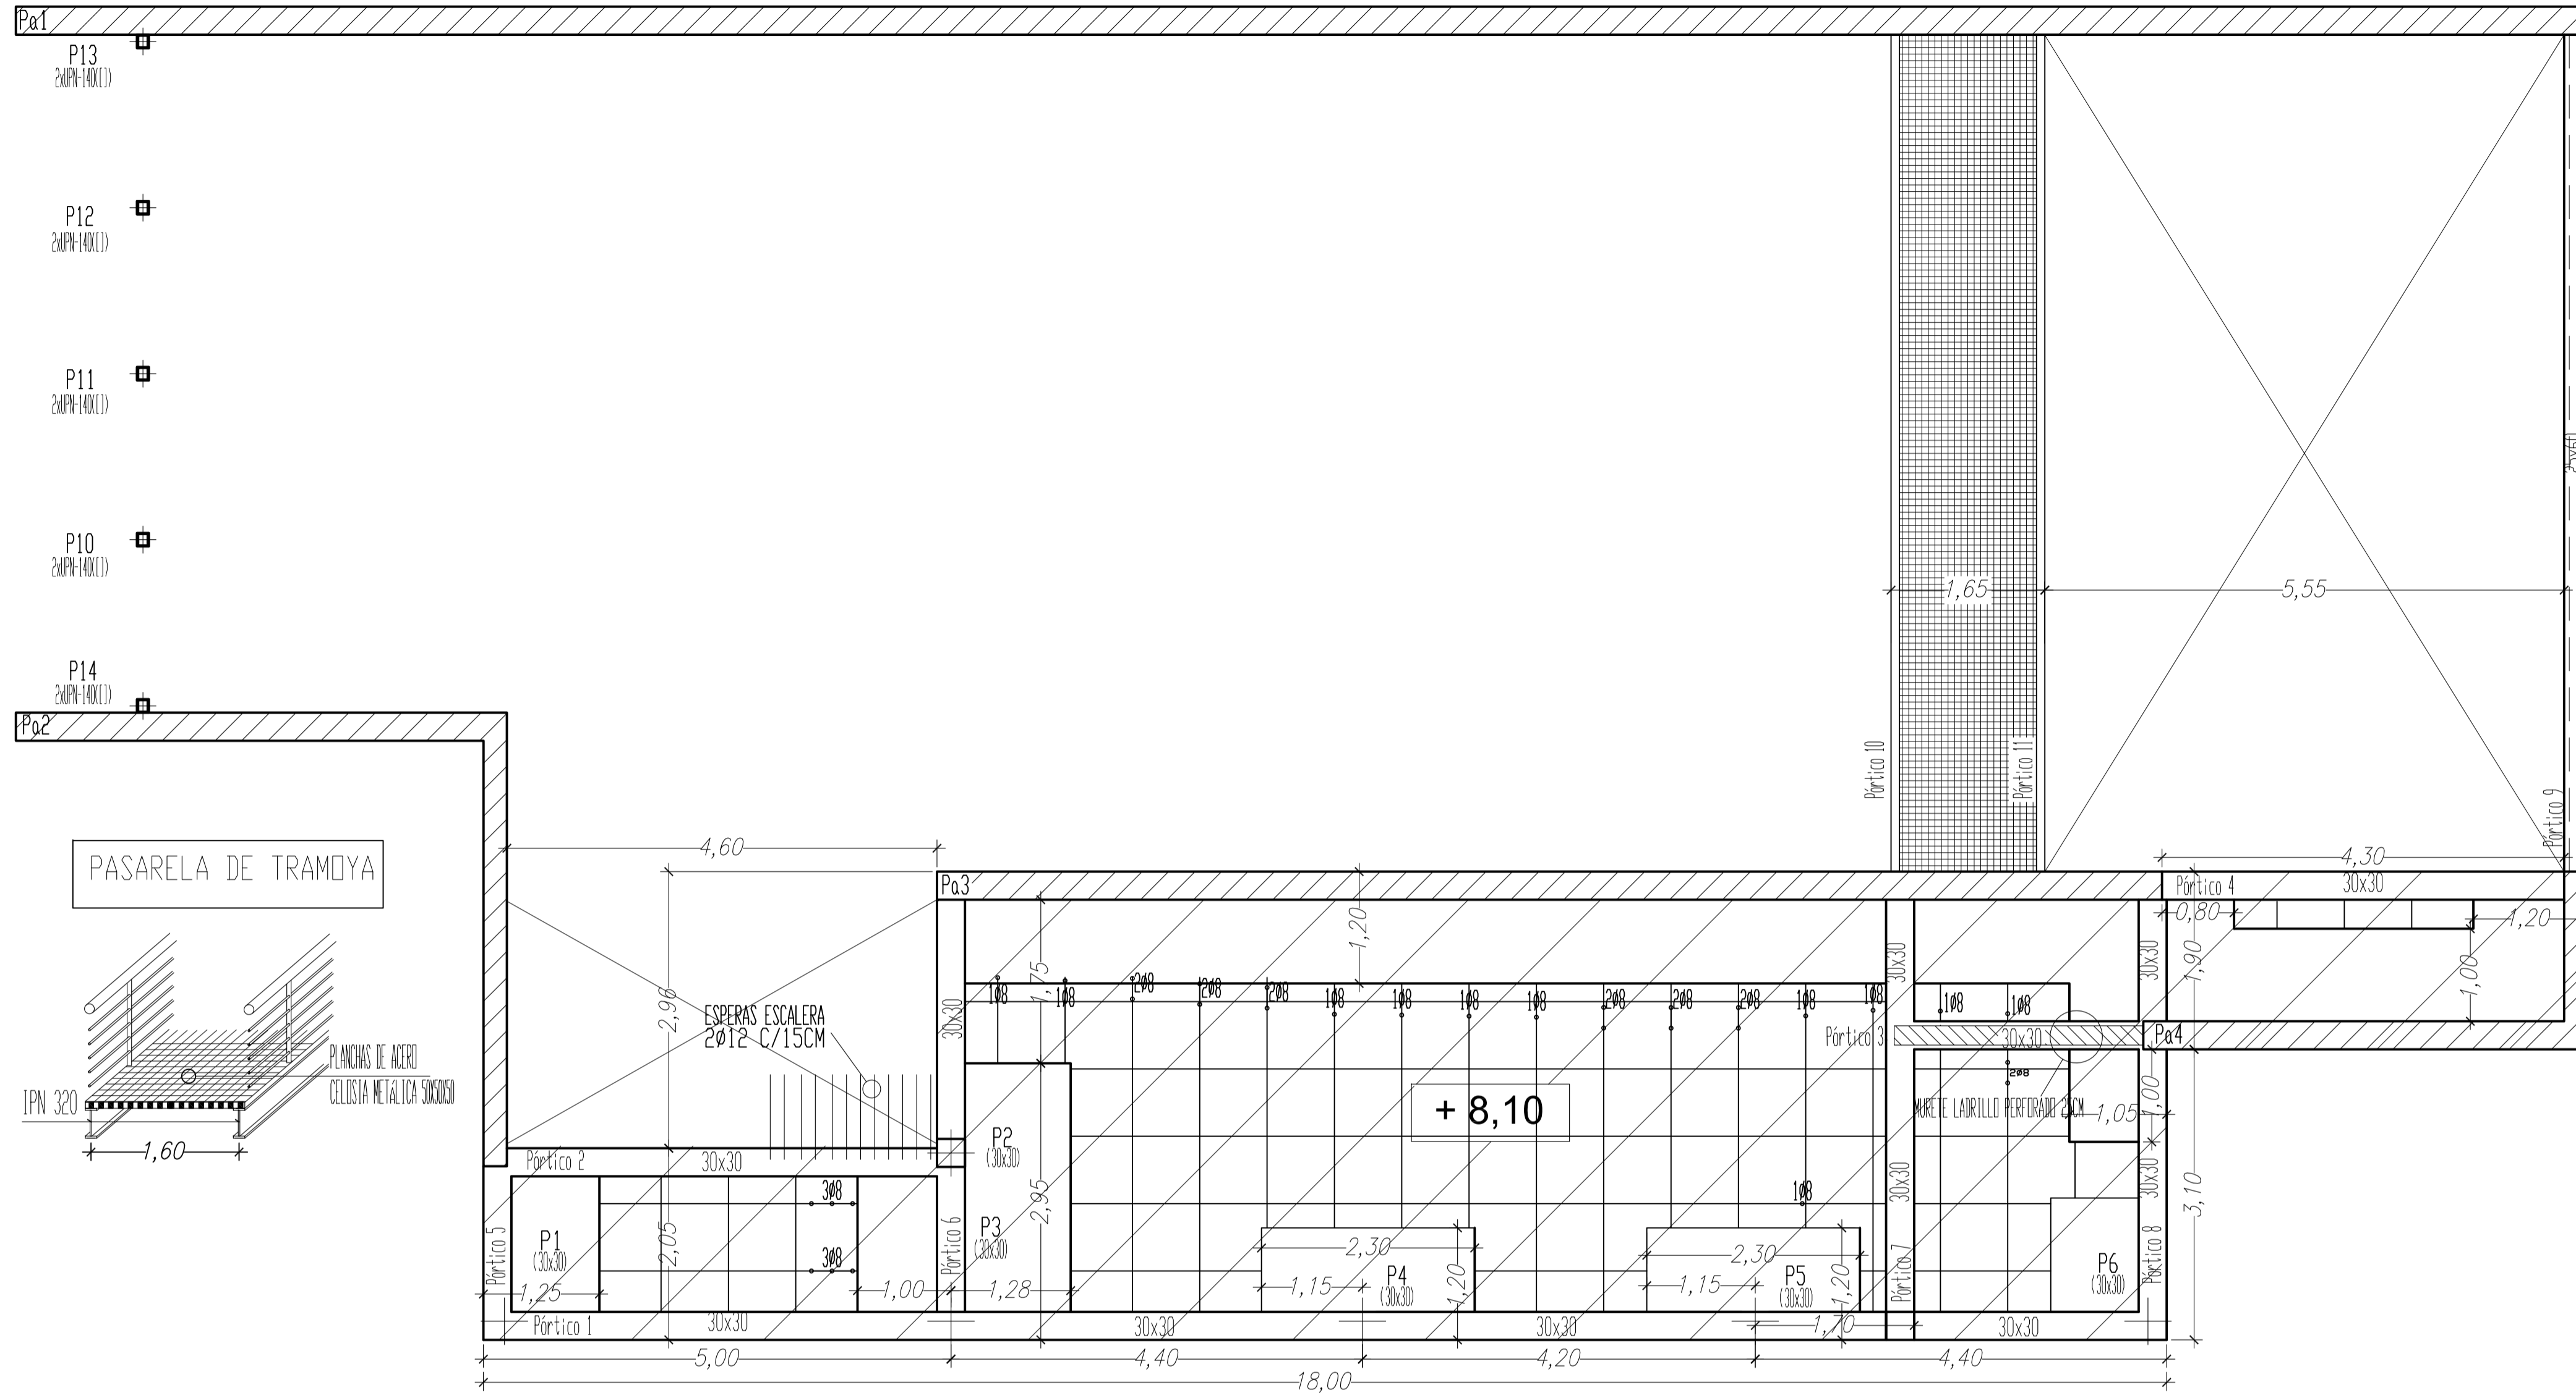 Pa1
P13
2xUPN-140([])
P12
2xUPN-140([])
P11
2xUPN-140([])
P10
2xUPN-140([])
P14
2xUPN-140([])
Pa2
1,65
5,55
Pórtico 10
Pórtico 11
Pórtico 9
PASARELA DE TRAMOYA
IPN 320
PLANCHAS DE ACERO
CELOSIA METÁLICA 50X50X50
1,60
4,60
2,96
ESPERAS ESCALERA
2Ø12 C/15CM
Pa3
30x30
1,20
1,75
4,30
Pórtico 4
30x30
0,80
1,20
1,90
1,00
30x30
30x30
1Ø8
1Ø8
2Ø8
2Ø8
2Ø8
1Ø8
1Ø8
1Ø8
1Ø8
2Ø8
2Ø8
2Ø8
1Ø8
1Ø8
1Ø8
1Ø8
Pórtico 3
30x30
Pa4
2Ø8
MURETE LADRILLO PERFORADO 25CM
1,05
1,00
+ 8,10
P2
(30x30)
Pórtico 2
30x30
3Ø8
3Ø8
P1
(30x30)
Pórtico 5
1,25
2,05
1,00
Pórtico 6
P3
(30x30)
2,95
1,28
2,30
1,15
P4
(30x30)
1,20
1Ø8
2,30
1,15
P5
(30x30)
1,20
30x30
Pórtico 7
30x30
P6
(30x30)
Pórtico 8
3,10
Pórtico 1
30x30
30x30
30x30
1,70
30x30
5,00
4,40
4,20
4,40
18,00